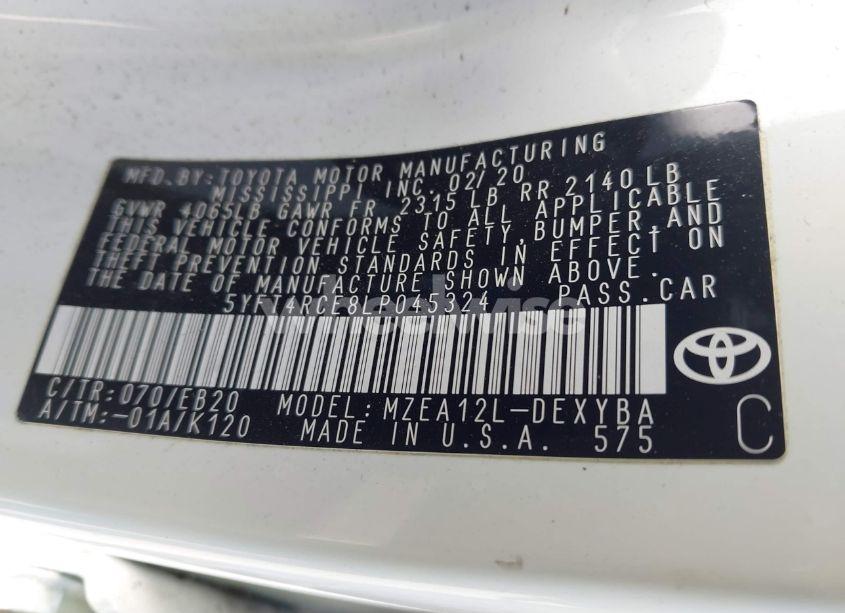 MFD. BY: TOYOTA MOTOR MANUFACTURING
MISSISSIPPI INC. 02/20
GVWR 4065LB GAWR FR 2315 LB RR 2140 LB
THIS VEHICLE CONFORMS TO ALL APPLICABLE
FEDERAL MOTOR VEHICLE SAFETY, BUMPER, AND
THEFT PREVENTION STANDARDS IN EFFECT ON
THE DATE OF MANUFACTURE SHOWN ABOVE.
5YFT4RCE8LP045324 PASS. CAR
wheelwise
C/TR: 070/EB20 MODEL: MZEA12L-DEXYBA
A/TM: -01A/K120 MADE IN U.S.A. 575 C